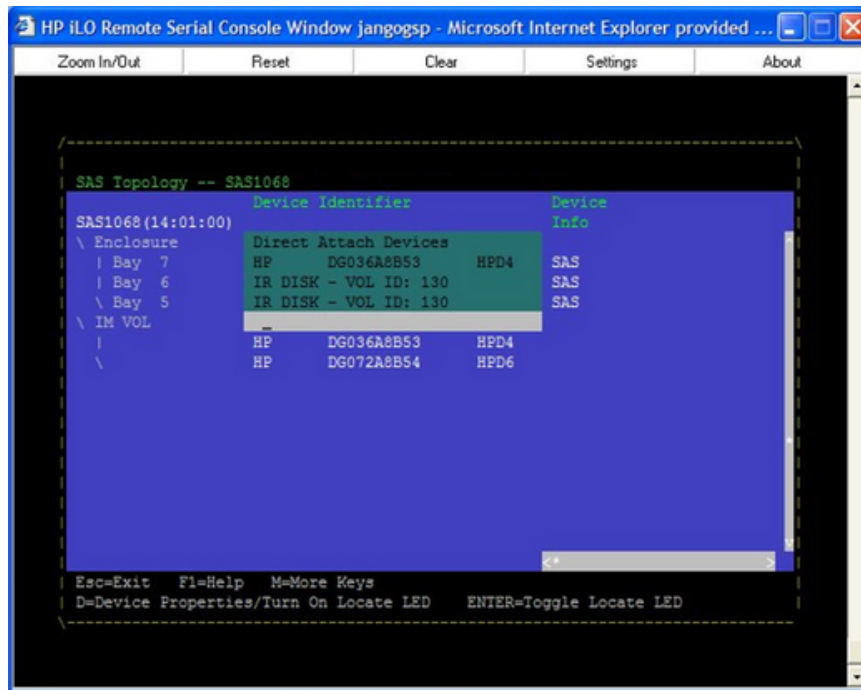 HP iLO Remote Serial Console Window jangogsp - Microsoft Internet Explorer provided ...
Zoom In/Out Reset Clear Settings About
SAS Topology -- SAS1068
Device Identifier Device
SAS1068(14:01:00) Info
\ Enclosure Direct Attach Devices
| Bay 7 HP DG036A8B53 HPD4 SAS
| Bay 6 IR DISK - VOL ID: 130 SAS
\ Bay 5 IR DISK - VOL ID: 130 SAS
\ IM VOL _
| HP DG036A8B53 HPD4
\ HP DG072A8B54 HPD6
Esc=Exit F1=Help M=More Keys
D=Device Properties/Turn On Locate LED ENTER=Toggle Locate LED